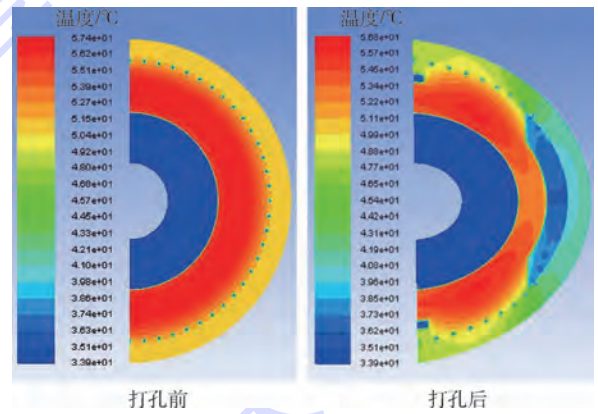 温度/℃
5.74e+01
5.62e+01
5.51e+01
5.39e+01
5.27e+01
5.15e+01
5.04e+01
4.92e+01
4.80e+01
4.68e+01
4.57e+01
4.45e+01
4.33e+01
4.21e+01
4.10e+01
3.98e+01
3.86e+01
3.74e+01
3.63e+01
3.51e+01
3.39e+01
打孔前
温度/℃
5.68e+01
5.57e+01
5.45e+01
5.34e+01
5.22e+01
5.11e+01
4.99e+01
4.88e+01
4.77e+01
4.65e+01
4.54e+01
4.42e+01
4.31e+01
4.19e+01
4.08e+01
3.96e+01
3.85e+01
3.73e+01
3.62e+01
3.51e+01
3.39e+01
打孔后